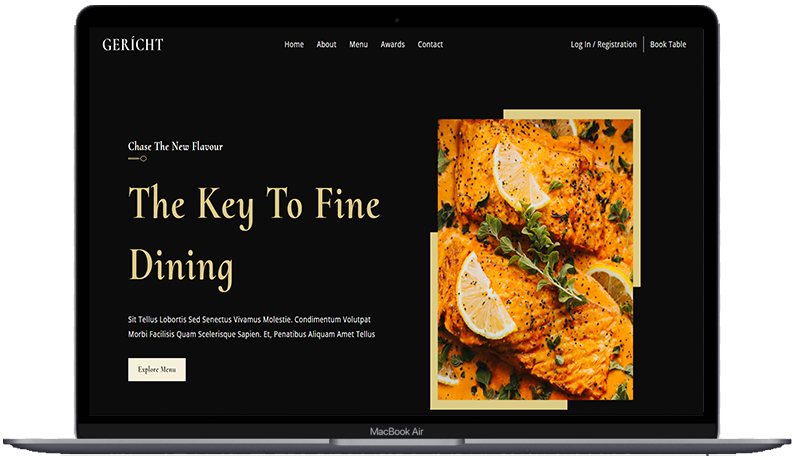 GERÍCHT
Home About Menu Awards Contact
Log In / Registration Book Table
Chase The New Flavour
The Key To Fine
Dining
Sit Tellus Lobortis Sed Senectus Vivamus Molestie. Condimentum Volutpat
Morbi Facilisis Quam Scelerisque Sapien. Et, Penatibus Aliquam Amet Tellus
Explore Menu
MacBook Air